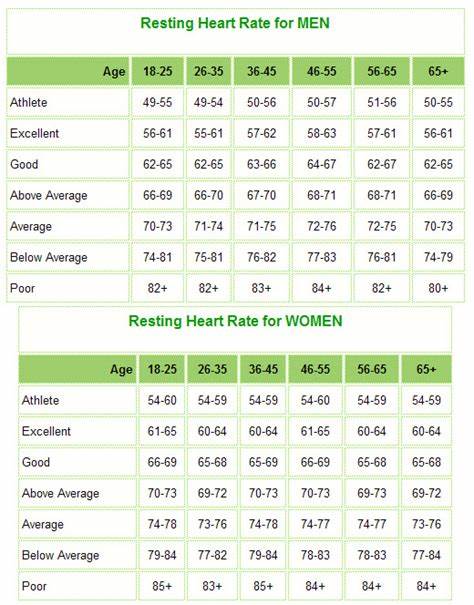 Resting Heart Rate for MEN
Age 18-25 26-35 36-45 46-55 56-65 65+
Athlete 49-55 49-54 50-56 50-57 51-56 50-55
Excellent 56-61 55-61 57-62 58-63 57-61 56-61
Good 62-65 62-65 63-66 64-67 62-67 62-65
Above Average 66-69 66-70 67-70 68-71 68-71 66-69
Average 70-73 71-74 71-75 72-76 72-75 70-73
Below Average 74-81 75-81 76-82 77-83 76-81 74-79
Poor 82+ 82+ 83+ 84+ 82+ 80+
Resting Heart Rate for WOMEN
Age 18-25 26-35 36-45 46-55 56-65 65+
Athlete 54-60 54-59 54-59 54-60 54-59 54-59
Excellent 61-65 60-64 60-64 61-65 60-64 60-64
Good 66-69 65-68 65-69 66-69 65-68 65-68
Above Average 70-73 69-72 70-73 70-73 69-73 69-72
Average 74-78 73-76 74-78 74-77 74-77 73-76
Below Average 79-84 77-82 79-84 78-83 78-83 77-84
Poor 85+ 83+ 85+ 84+ 84+ 84+